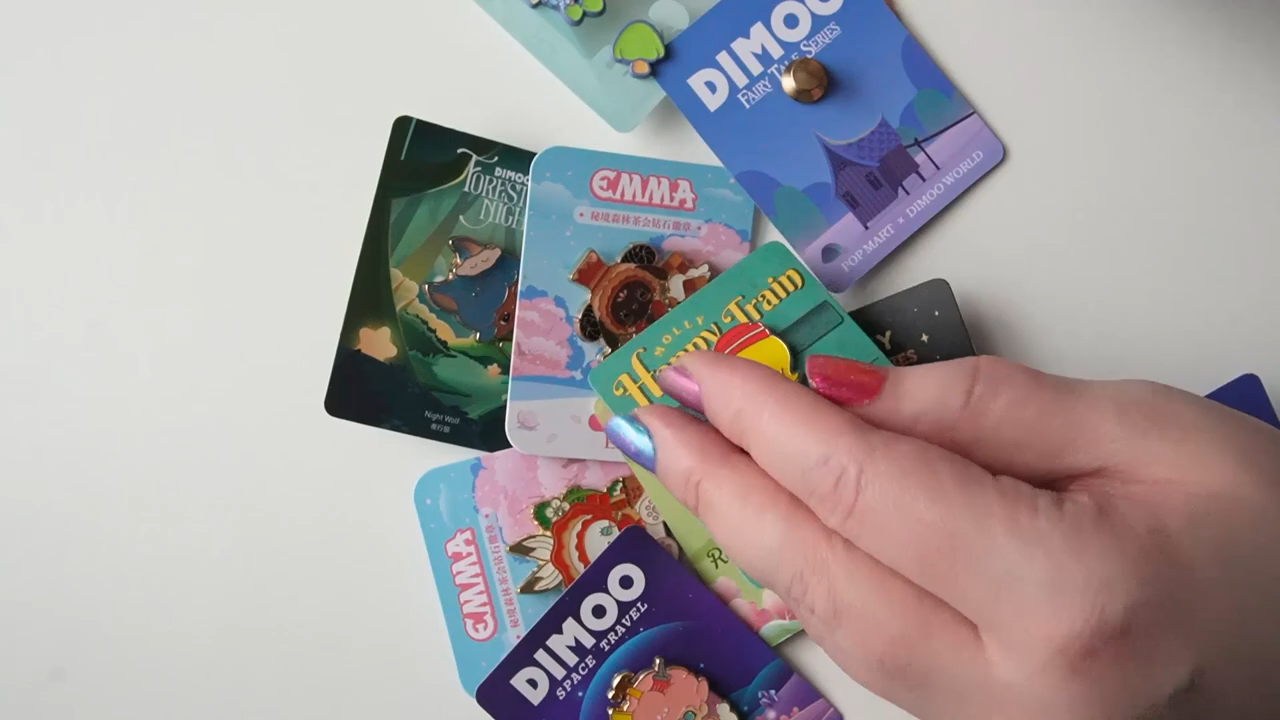 DIMOO
FAIRY TALE SERIES
POP MART × DIMOO WORLD
DIMOO
FOREST
NIGH
Night Wolf
夜行狼
EMMA
秘境森林茶会钻石徽章
MOLLY
Happy Train
EMMA
秘境森林茶会钻石徽章
DIMOO
SPACE TRAVEL